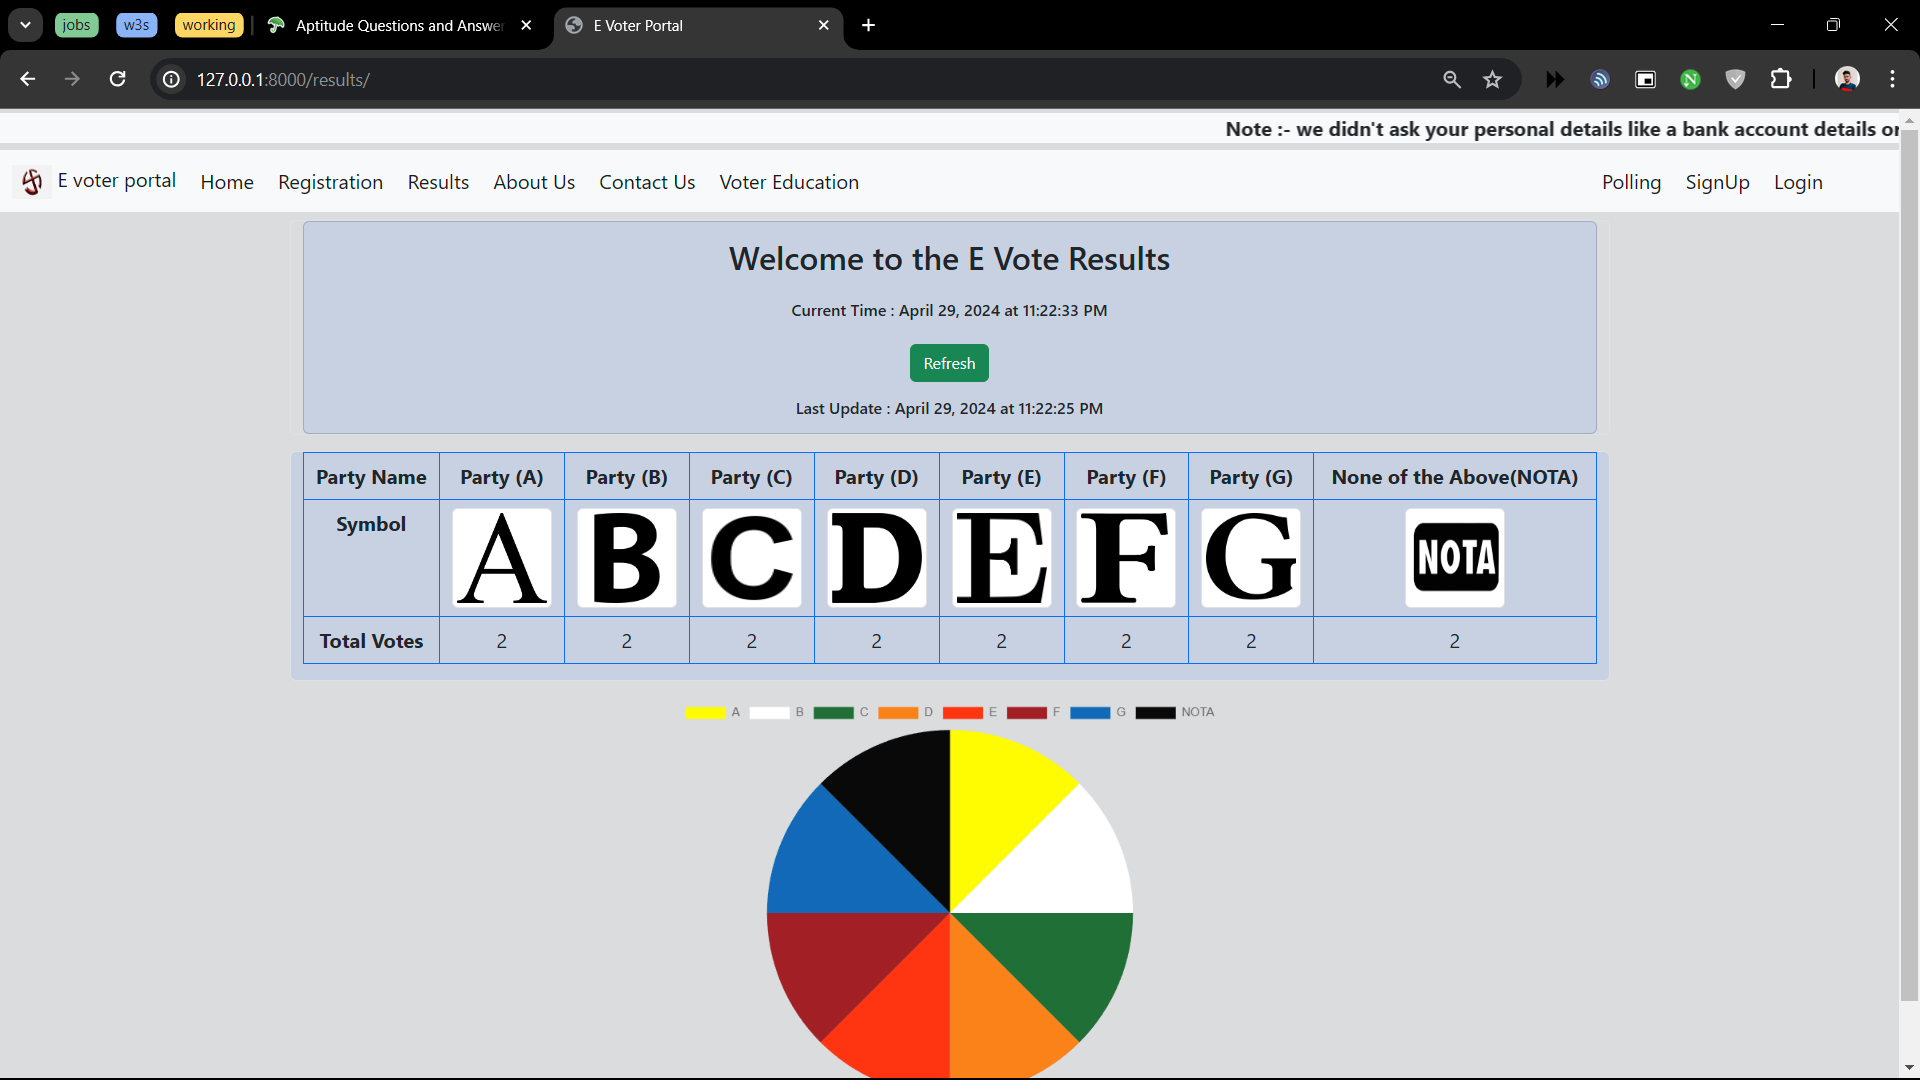 jobs w3s working Aptitude Questions and Answer E Voter Portal
127.0.0.1:8000/results/
Note :- we didn't ask your personal details like a bank account details or
E voter portal Home Registration Results About Us Contact Us Voter Education Polling SignUp Login
Welcome to the E Vote Results
Current Time : April 29, 2024 at 11:22:33 PM
Refresh
Last Update : April 29, 2024 at 11:22:25 PM
Party Name Party (A) Party (B) Party (C) Party (D) Party (E) Party (F) Party (G) None of the Above(NOTA)
Symbol A B C D E F G NOTA
Total Votes 2 2 2 2 2 2 2 2
A B C D E F G NOTA